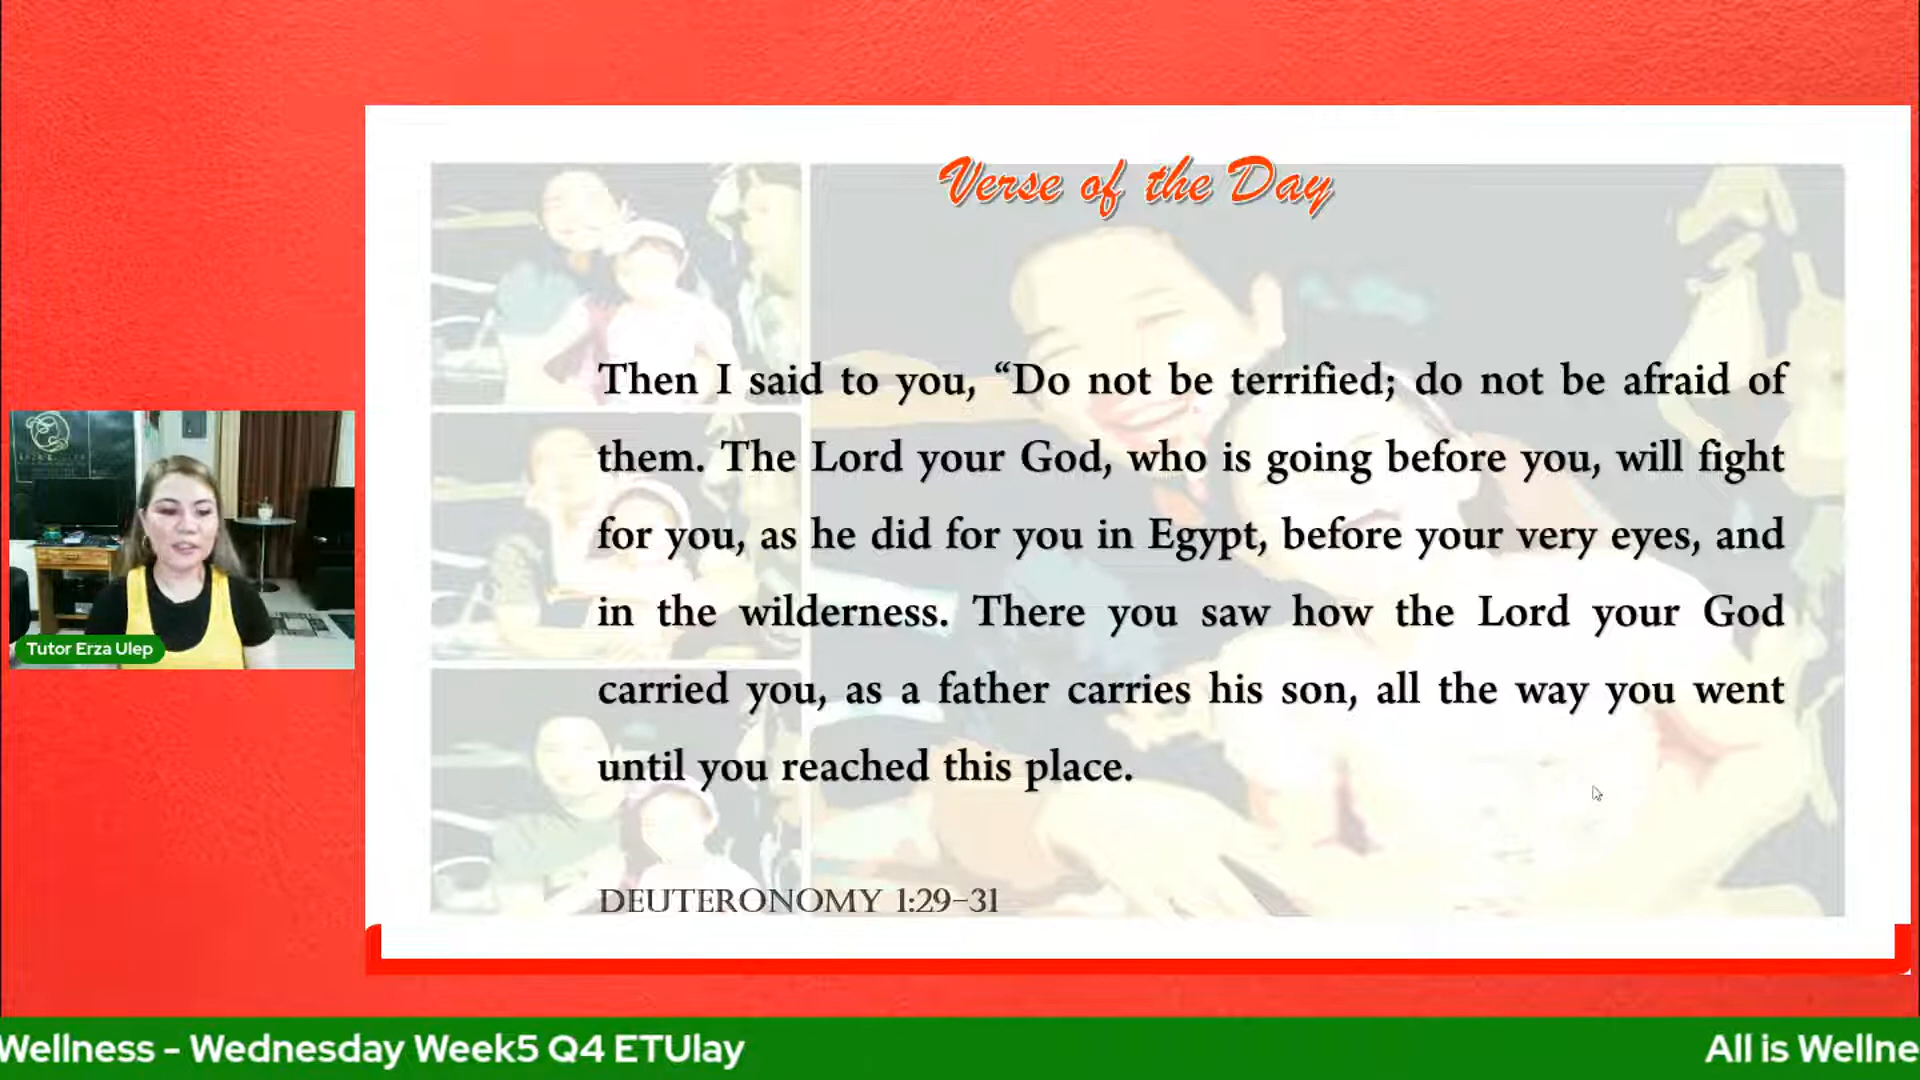 Verse of the Day
Then I said to you, “Do not be terrified; do not be afraid of
them. The Lord your God, who is going before you, will fight
for you, as he did for you in Egypt, before your very eyes, and
in the wilderness. There you saw how the Lord your God
carried you, as a father carries his son, all the way you went
until you reached this place.
DEUTERONOMY 1:29-31
Tutor Erza Ulep
Wellness - Wednesday Week5 Q4 ETUlay
All is Wellne